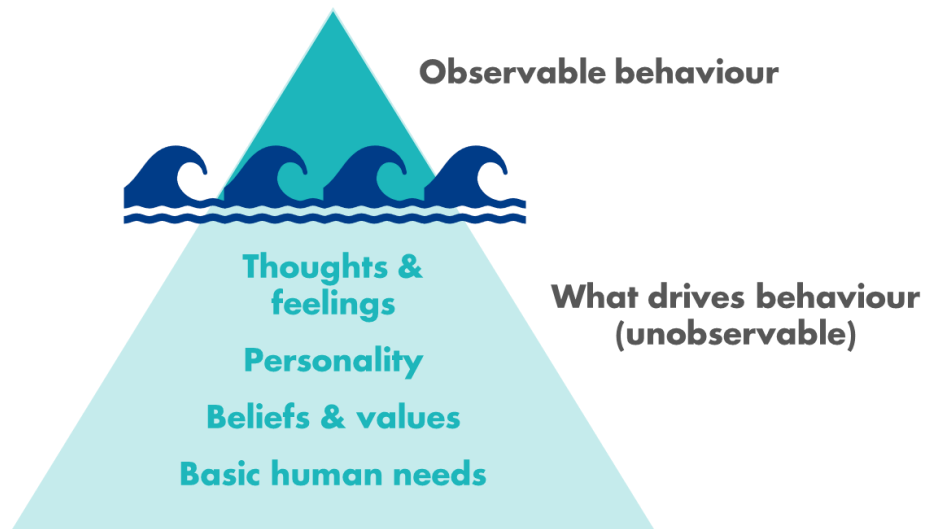 Observable behaviour
Thoughts &
feelings
What drives behaviour
(unobservable)
Personality
Beliefs & values
Basic human needs